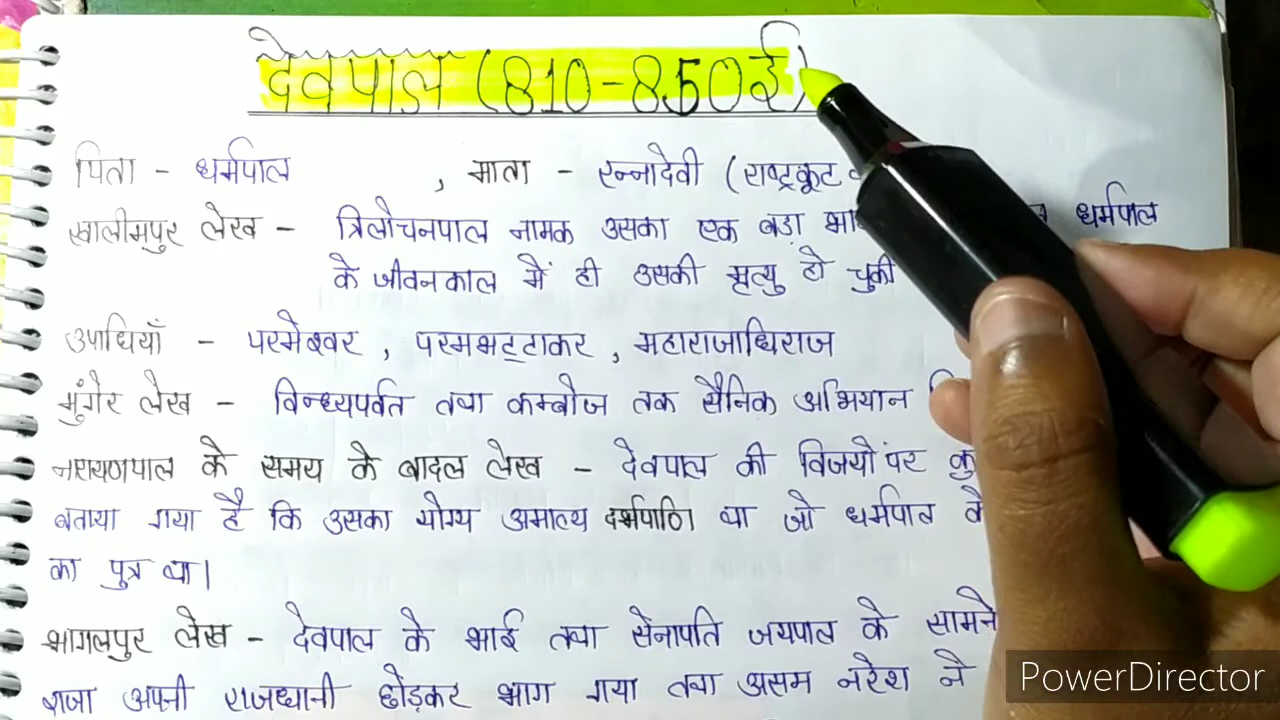 देवपाल (810-850ई)
पिता - धर्मपाल , माता - रन्नादेवी (राष्ट्रकूट
खालीमपुर लेख - त्रिलोचनपाल नामक उसका एक बड़ा धर्मपाल
के जीवनकाल में ही उसकी मृत्यु हो चुकी
उपाधियाँ - परमेश्वर , परमभट्टाकर , महाराजाधिराज
मुंगेर लेख - विन्ध्यपर्वत तथा कम्बोज तक सैनिक अभियान
नारायणपाल के समय के बादल लेख - देवपाल की विजयों पर
बताया गया है कि उसका योग्य अमात्य दर्भपाणि था जो धर्मपाल
का पुत्र था।
भागलपुर लेख - देवपाल के भाई तथा सेनापति जयपाल के सामने
राजा अपनी राजधानी छोड़कर भाग गया तथा असम नरेश ने
PowerDirector